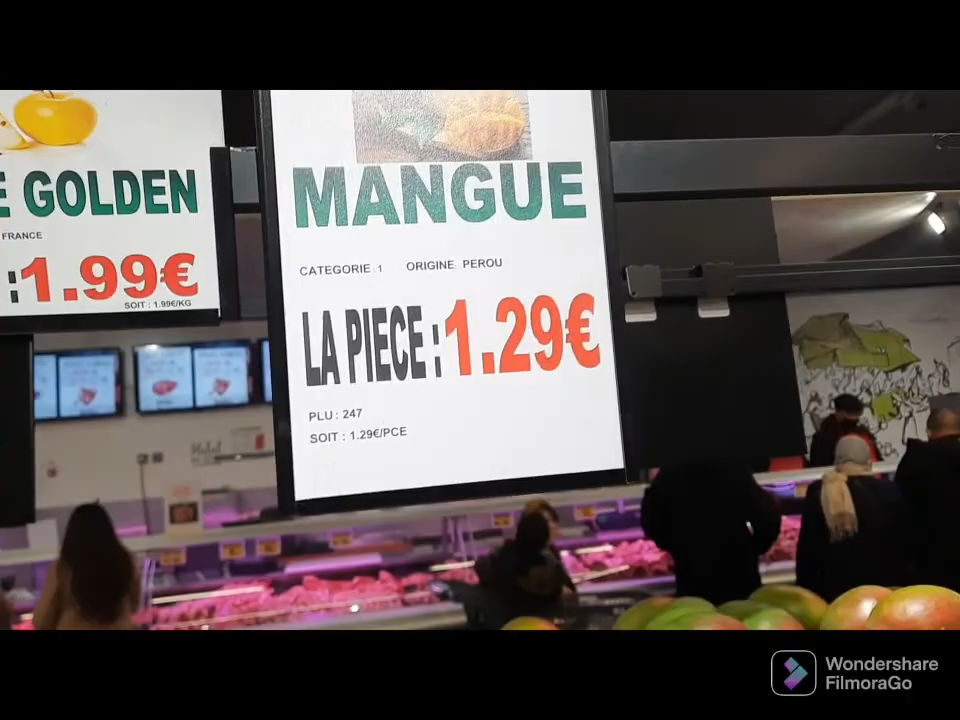 E GOLDEN
FRANCE
: 1.99€
SOIT : 1.99€/KG
MANGUE
CATEGORIE 1 ORIGINE PEROU
LA PIECE : 1.29€
PLU : 247
SOIT : 1.29€/PCE
Halal
Wondershare
FilmoraGo